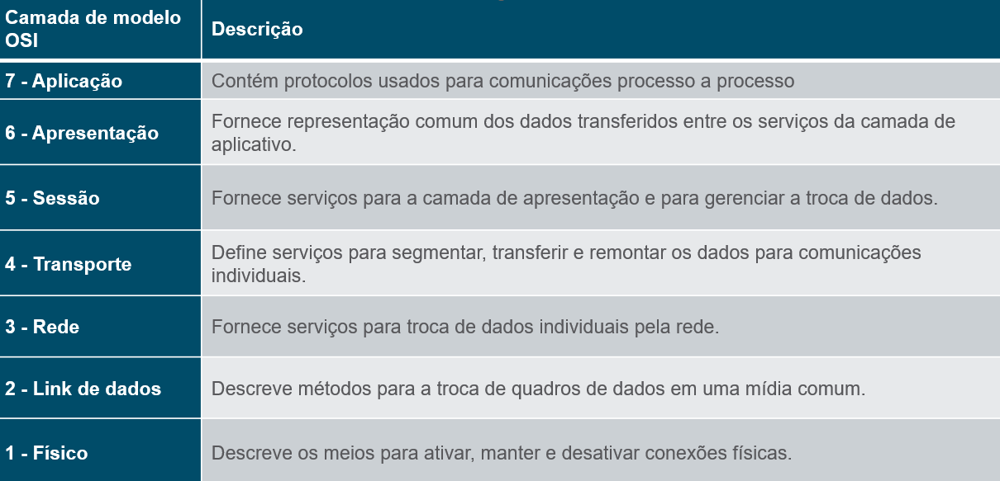 Camada de modelo
OSI
Descrição
7 - Aplicação
Contém protocolos usados para comunicações processo a processo
6 - Apresentação
Fornece representação comum dos dados transferidos entre os serviços da camada de
aplicativo.
5 - Sessão
Fornece serviços para a camada de apresentação e para gerenciar a troca de dados.
4 - Transporte
Define serviços para segmentar, transferir e remontar os dados para comunicações
individuais.
3 - Rede
Fornece serviços para troca de dados individuais pela rede.
2 - Link de dados
Descreve métodos para a troca de quadros de dados em uma mídia comum.
1 - Físico
Descreve os meios para ativar, manter e desativar conexões físicas.